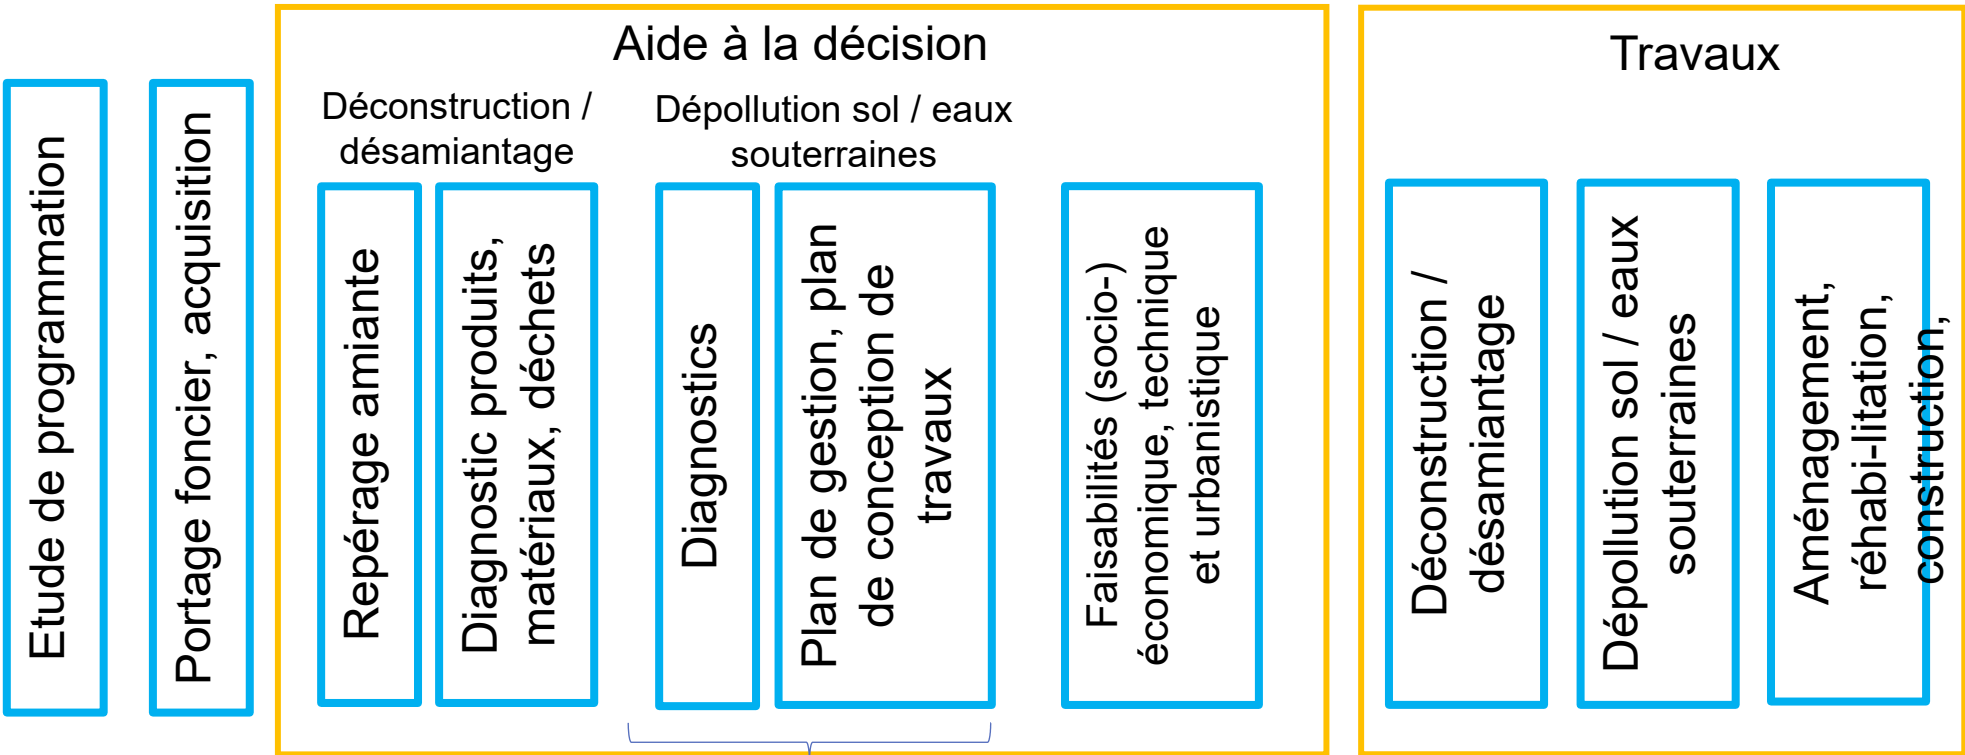 Etude de programmation
Portage foncier, acquisition
Aide à la décision
Déconstruction /
désamiantage
Repérage amiante
Diagnostic produits,
matériaux, déchets
Dépollution sol / eaux
souterraines
Diagnostics
Plan de gestion, plan
de conception de
travaux
Faisabilités (socio-)
économique, technique
et urbanistique
Travaux
Déconstruction /
désamiantage
Dépollution sol / eaux
souterraines
Aménagement,
réhabi-litation,
construction,